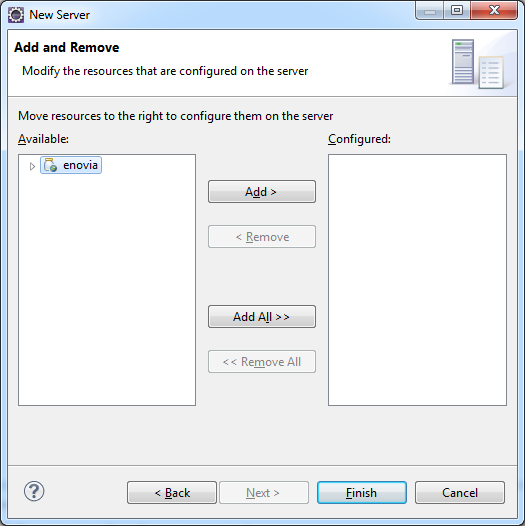 New Server
Add and Remove
Modify the resources that are configured on the server
Move resources to the right to configure them on the server
Available:
Configured:
enovia
Add >
< Remove
Add All >>
<< Remove All
?
< Back
Next >
Finish
Cancel